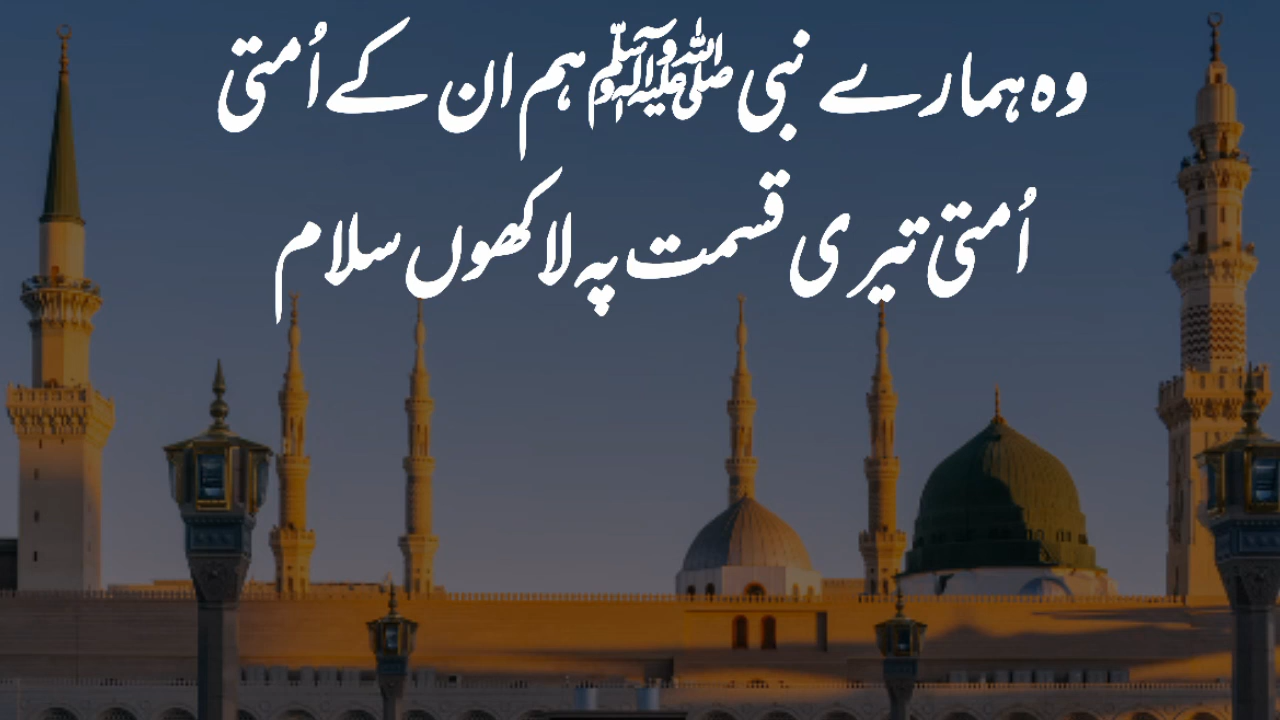 وہ ہمارے نبی ﷺ ہم ان کے اُمتی
اُمتی تیری قسمت پہ لاکھوں سلام